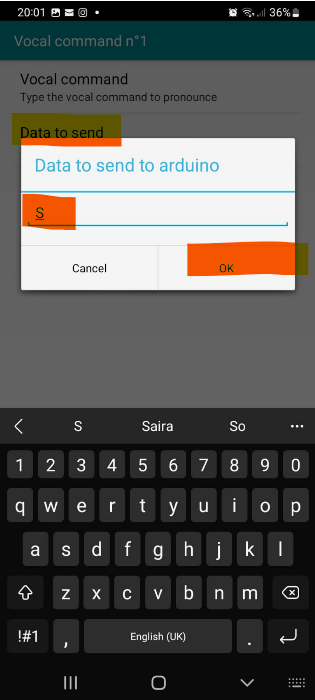 20:01
36%
Vocal command n°1
Vocal command
Type the vocal command to pronounce
Data to send
Data to send to arduino
S
Cancel OK
S Saira So
1 2 3 4 5 6 7 8 9 0
q w e r t y u i o p
a s d f g h j k l
z x c v b n m
!#1 , English (UK) .